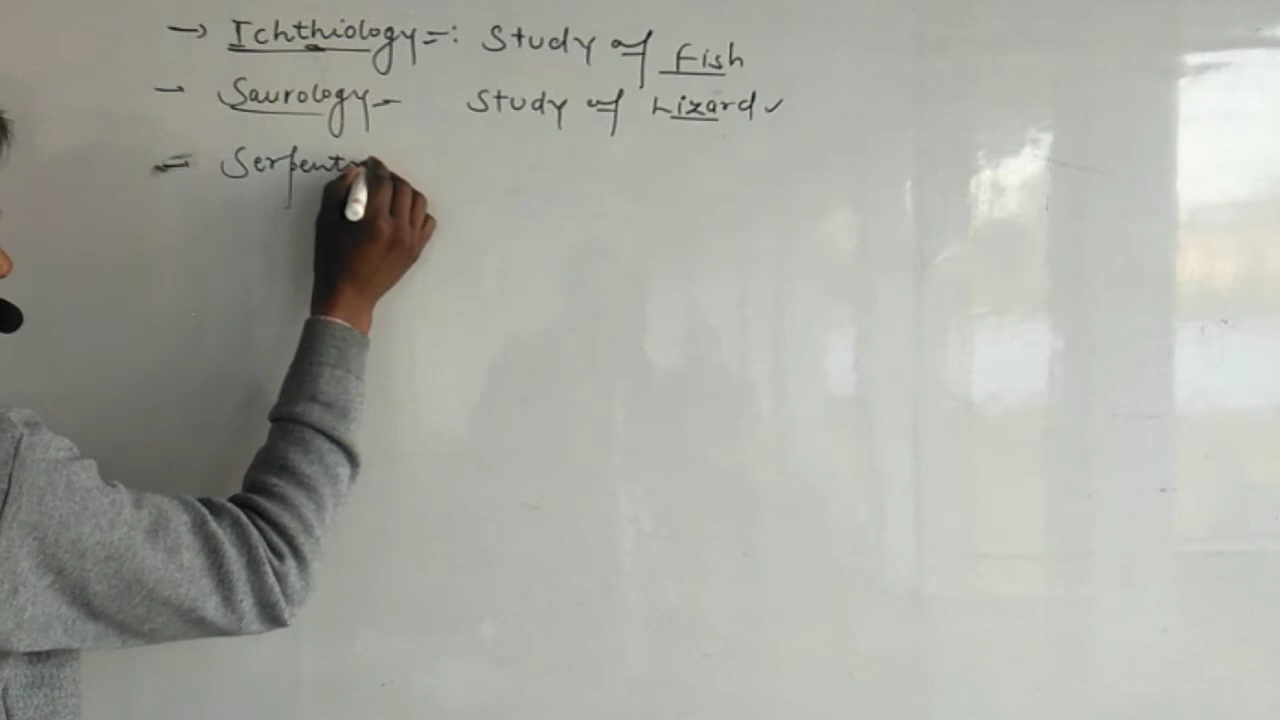 → Ichthiology =: Study of Fish
- Saurology - Study of Lizard ✓
= Serpent